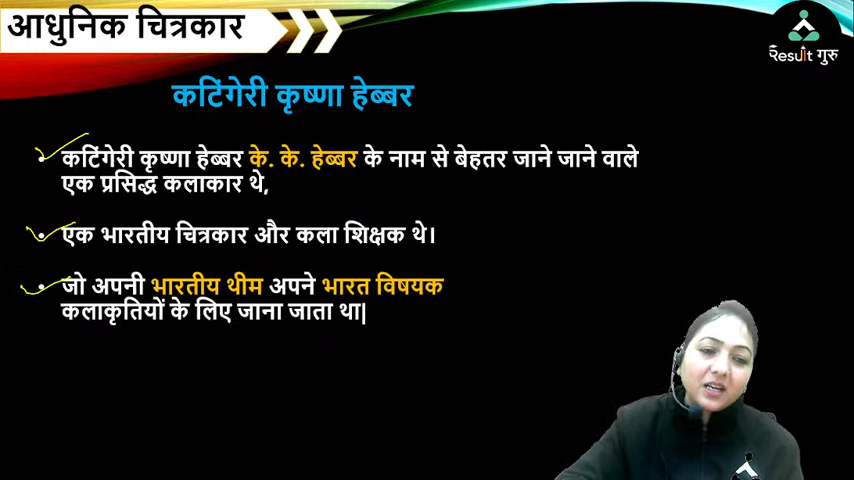 आधुनिक चित्रकार
Result गुरु
कटिंगेरी कृष्णा हेब्बर
• कटिंगेरी कृष्णा हेब्बर के. के. हेब्बर के नाम से बेहतर जाने जाने वाले
एक प्रसिद्ध कलाकार थे,
• एक भारतीय चित्रकार और कला शिक्षक थे।
• जो अपनी भारतीय थीम अपने भारत विषयक
कलाकृतियों के लिए जाना जाता था|